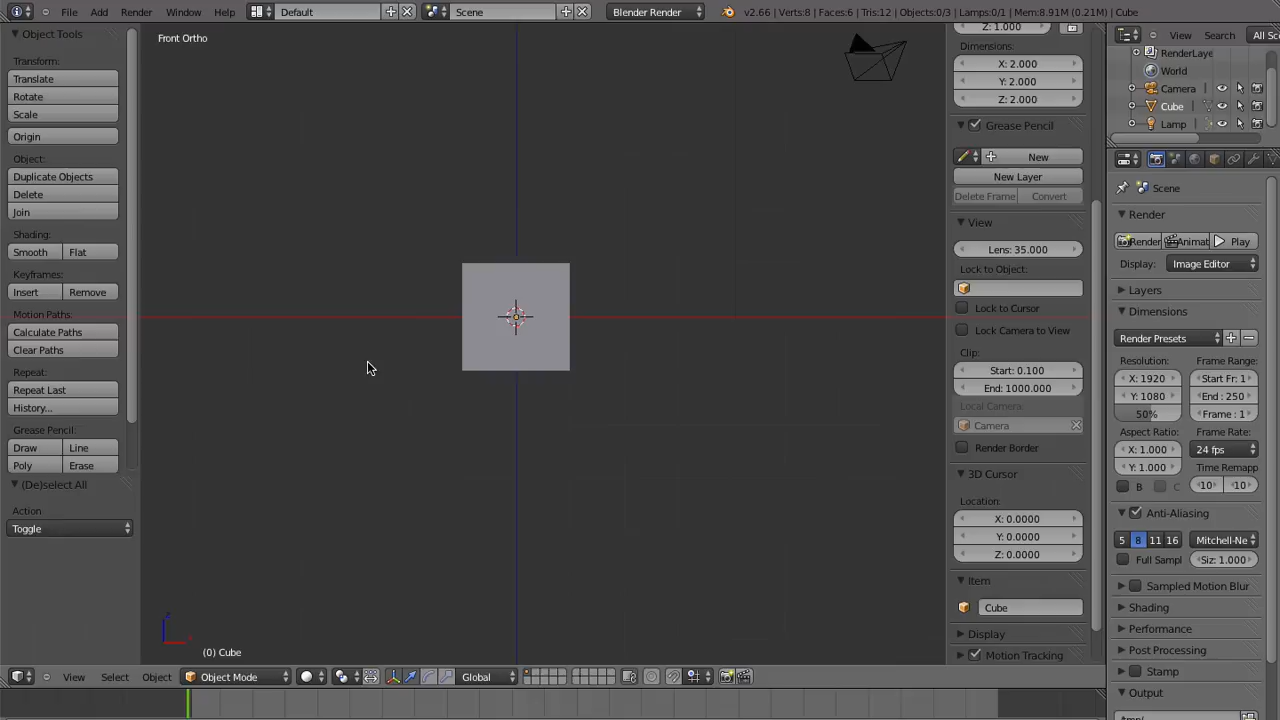 File Add Render Window Help Default Scene Blender Render v2.66 | Verts:8 | Faces:6 | Tris:12 | Objects:0/3 | Lamps:0/1 | Mem:8.91M (0.21M) | Cube
Object Tools
Transform:
Translate
Rotate
Scale
Origin
Object:
Duplicate Objects
Delete
Join
Shading:
Smooth Flat
Keyframes:
Insert Remove
Motion Paths:
Calculate Paths
Clear Paths
Repeat:
Repeat Last
History...
Grease Pencil:
Draw Line
Poly Erase
(De)select All
Action
Toggle
Front Ortho
(0) Cube
View Select Object Object Mode Global
Z: 1.000
Dimensions:
X: 2.000
Y: 2.000
Z: 2.000
Grease Pencil
New
New Layer
Delete Frame Convert
View
Lens: 35.000
Lock to Object:
Lock to Cursor
Lock Camera to View
Clip:
Start: 0.100
End: 1000.000
Local Camera:
Camera
Render Border
3D Cursor
Location:
X: 0.0000
Y: 0.0000
Z: 0.0000
Item
Cube
Display
Motion Tracking
View Search All Sc
RenderLaye
World
Camera
Cube
Lamp
Scene
Render
Render Animat Play
Display: Image Editor
Layers
Dimensions
Render Presets
Resolution: Frame Range:
X: 1920 Start Fr: 1
Y: 1080 End : 250
50% Frame : 1
Aspect Ratio: Frame Rate:
X: 1.000 24 fps
Y: 1.000 Time Remapp
B C 10 10
Anti-Aliasing
5 8 11 16 Mitchell-Ne
Full Sampl Siz: 1.000
Sampled Motion Blur
Shading
Performance
Post Processing
Stamp
Output